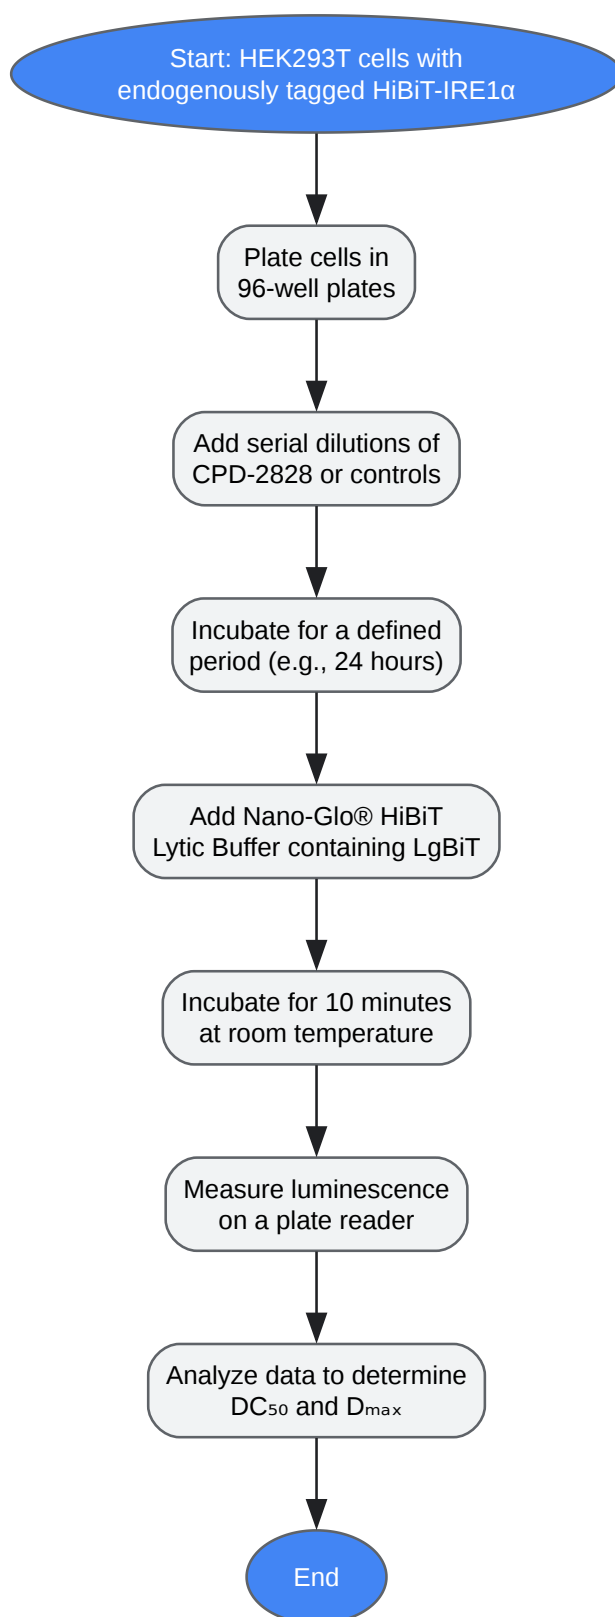 Start: HEK293T cells with
endogenously tagged HiBiT-IRE1α
Plate cells in
96-well plates
Add serial dilutions of
CPD-2828 or controls
Incubate for a defined
period (e.g., 24 hours)
Add Nano-Glo® HiBiT
Lytic Buffer containing LgBiT
Incubate for 10 minutes
at room temperature
Measure luminescence
on a plate reader
Analyze data to determine
DC₅₀ and Dₘₐₓ
End